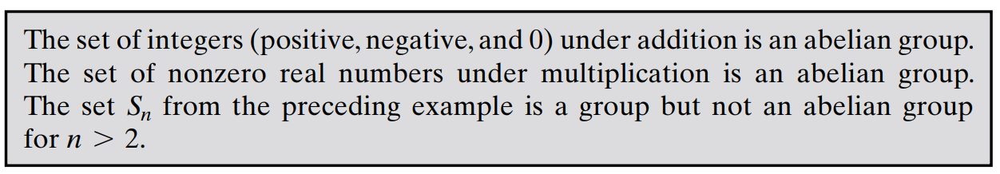 The set of integers (positive, negative, and 0) under addition is an abelian group.
The set of nonzero real numbers under multiplication is an abelian group.
The set Sₙ from the preceding example is a group but not an abelian group
for n > 2.